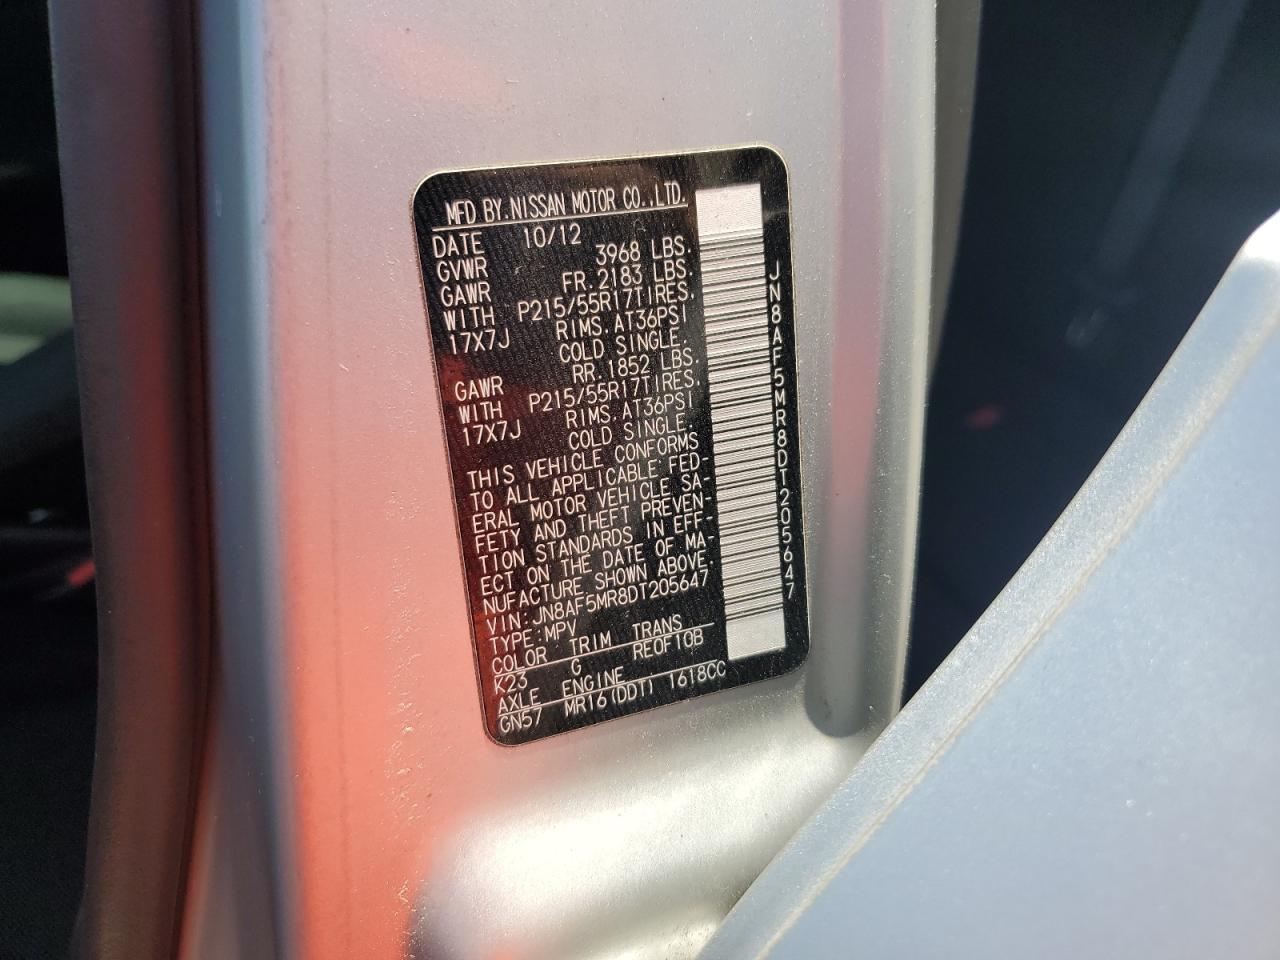 MFD BY.NISSAN MOTOR CO.,LTD.
DATE 10/12
GVWR 3968 LBS.
GAWR FR.2183 LBS.
WITH P215/55R17TIRES.
17X7J RIMS.AT36PSI
COLD SINGLE.
GAWR RR.1852 LBS.
WITH P215/55R17TIRES.
17X7J RIMS.AT36PSI
COLD SINGLE.
THIS VEHICLE CONFORMS
TO ALL APPLICABLE FED-
ERAL MOTOR VEHICLE SA-
FETY AND THEFT PREVEN-
TION STANDARDS IN EFF-
ECT ON THE DATE OF MA-
NUFACTURE SHOWN ABOVE.
VIN:JN8AF5MR8DT205647
TYPE:MPV
COLOR TRIM TRANS
K23 G REOF10B
AXLE ENGINE
GN57 MR16(DDT) 1618CC
JN8AF5MR8DT205647